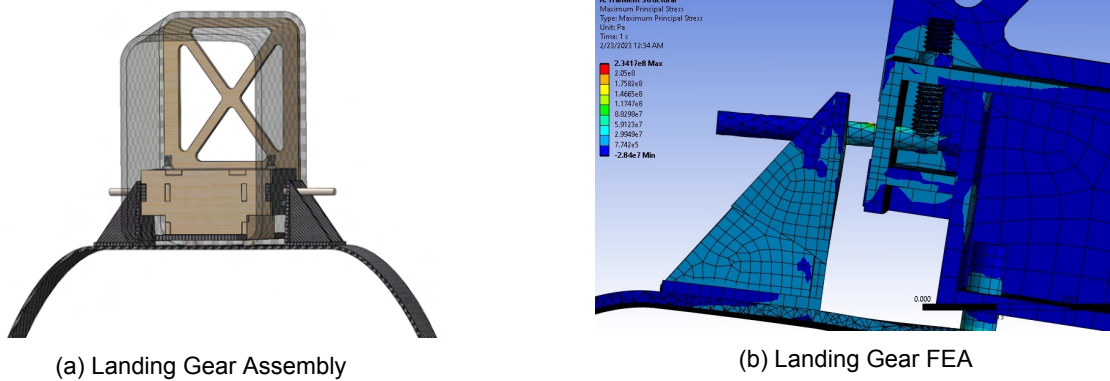 K: Transient Structural
Maximum Principal Stress
Type: Maximum Principal Stress
Unit: Pa
Time: 1 s
2/23/2023 12:34 AM
2.3417e8 Max
2.05e8
1.7582e8
1.4665e8
1.1747e8
8.8298e7
5.9123e7
2.9949e7
7.742e5
-2.84e7 Min
0.000
(a) Landing Gear Assembly
(b) Landing Gear FEA